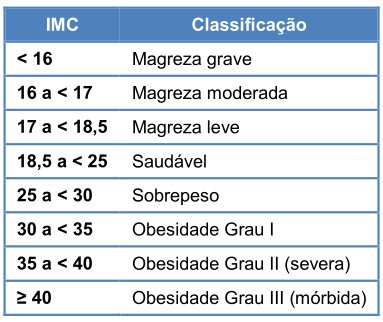 IMC Classificação
< 16 Magreza grave
16 a < 17 Magreza moderada
17 a < 18,5 Magreza leve
18,5 a < 25 Saudável
25 a < 30 Sobrepeso
30 a < 35 Obesidade Grau I
35 a < 40 Obesidade Grau II (severa)
≥ 40 Obesidade Grau III (mórbida)